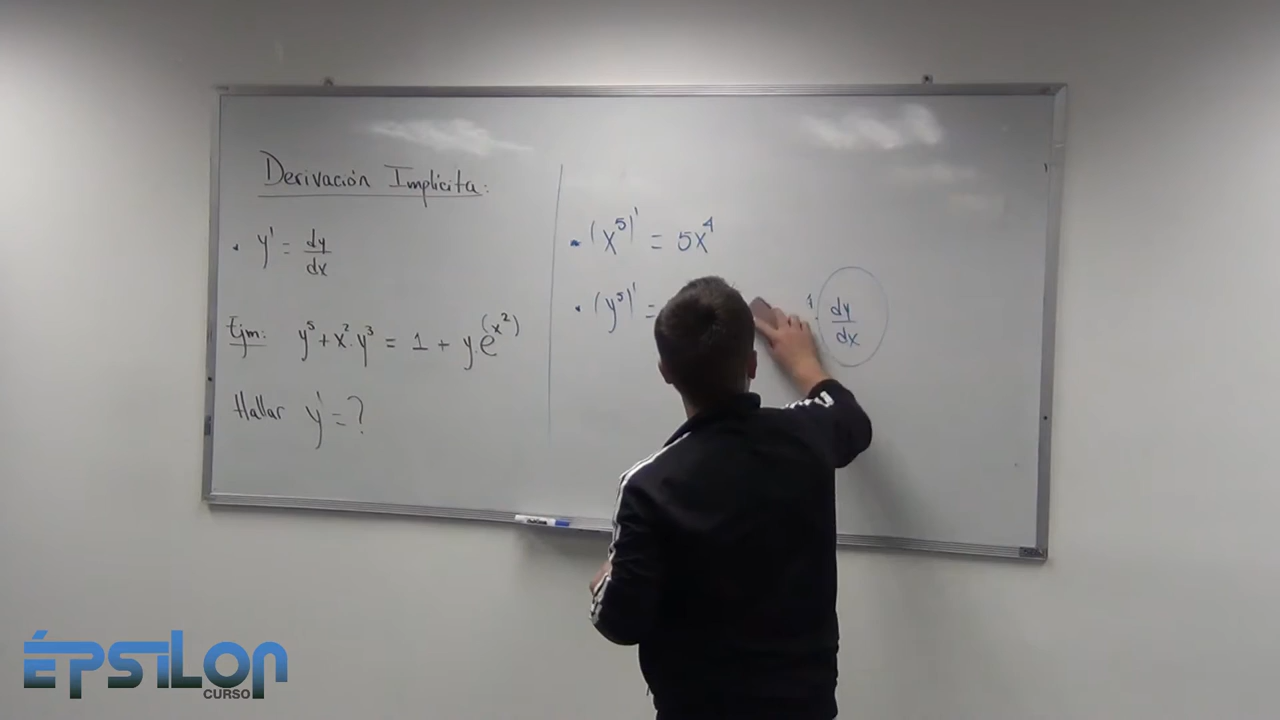 Derivación Implícita:
• y' = dy/dx
Ejm: y⁵ + x²·y³ = 1 + y·e^(x²)
Hallar y' = ?
• (x⁵)' = 5x⁴
• (y⁵)' = dy/dx
ÉPSILON
CURSO